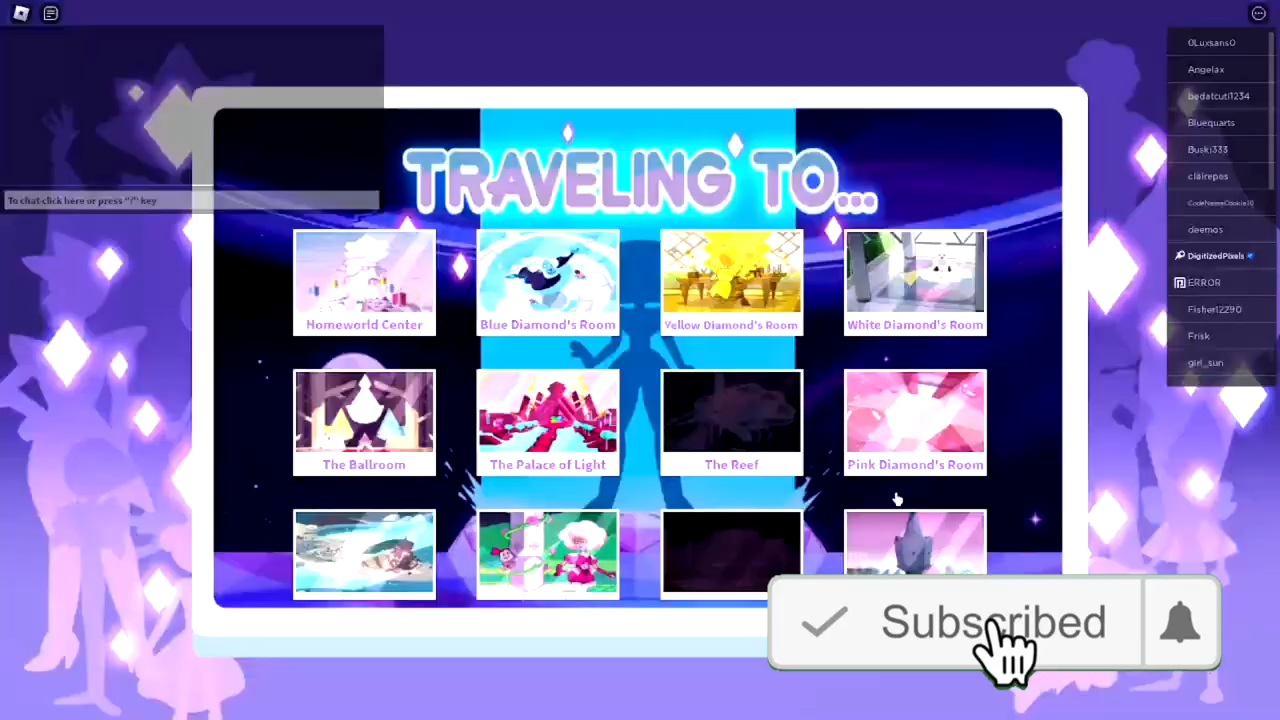 TRAVELING TO...
To chat click here or press "/" key
Homeworld Center
Blue Diamond's Room
Yellow Diamond's Room
White Diamond's Room
The Ballroom
The Palace of Light
The Reef
Pink Diamond's Room
0Luxsans0
Angelax
bedatcuti1234
Bluequarts
Buski333
clairepos
CodeNameCookie10
deemos
DigitizedPixels
ERROR
Fisher12290
Frisk
girl_sun
Subscribed